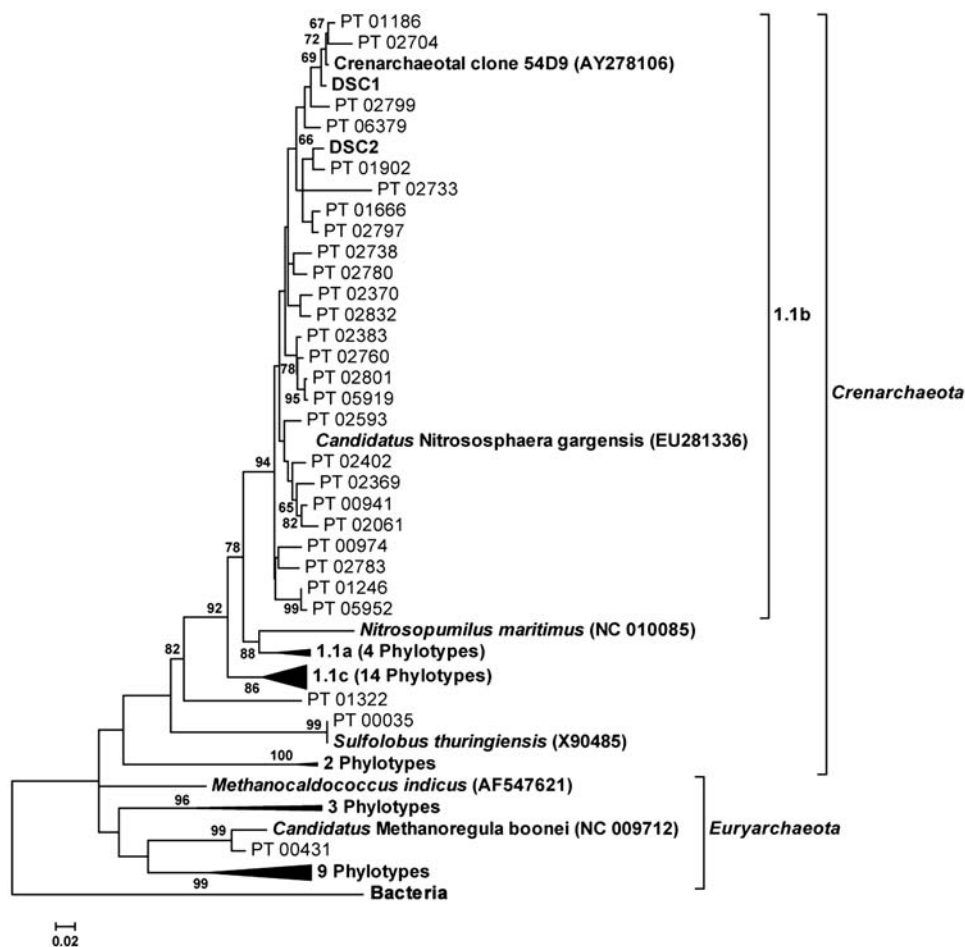 67
PT 01186
72
PT 02704
69
Crenarchaeotal clone 54D9 (AY278106)
DSC1
PT 02799
PT 06379
66
DSC2
PT 01902
PT 02733
PT 01666
PT 02797
PT 02738
PT 02780
PT 02370
PT 02832
1.1b
PT 02383
PT 02760
78
PT 02801
95
PT 05919
Crenarchaeota
PT 02593
Candidatus Nitrososphaera gargensis (EU281336)
94
PT 02402
PT 02369
65
PT 00941
82
PT 02061
78
PT 00974
PT 02783
PT 01246
92
99
PT 05952
Nitrosopumilus maritimus (NC 010085)
88
1.1a (4 Phylotypes)
82
1.1c (14 Phylotypes)
86
PT 01322
PT 00035
99
Sulfolobus thuringiensis (X90485)
100
2 Phylotypes
Methanocaldococcus indicus (AF547621)
96
3 Phylotypes
99
Candidatus Methanoregula boonei (NC 009712)
Euryarchaeota
PT 00431
9 Phylotypes
99
Bacteria
0.02